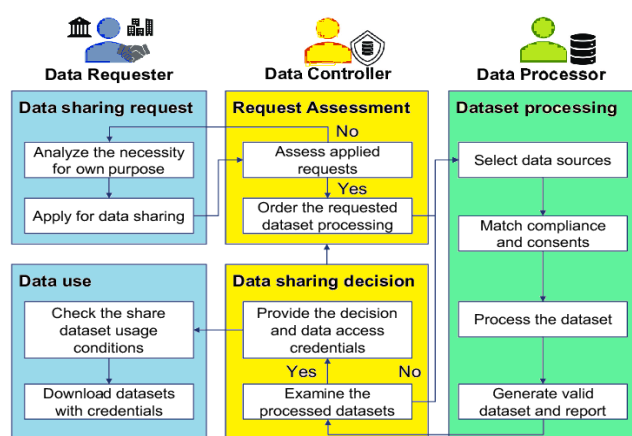 Data Requester
Data Controller
Data Processor
Data sharing request
Analyze the necessity
for own purpose
Apply for data sharing
Request Assessment
No
Assess applied
requests
Yes
Order the requested
dataset processing
Dataset processing
Select data sources
Match compliance
and consents
Process the dataset
Generate valid
dataset and report
Data use
Check the share
dataset usage
conditions
Download datasets
with credentials
Data sharing decision
Provide the decision
and data access
credentials
Yes
No
Examine the
processed datasets